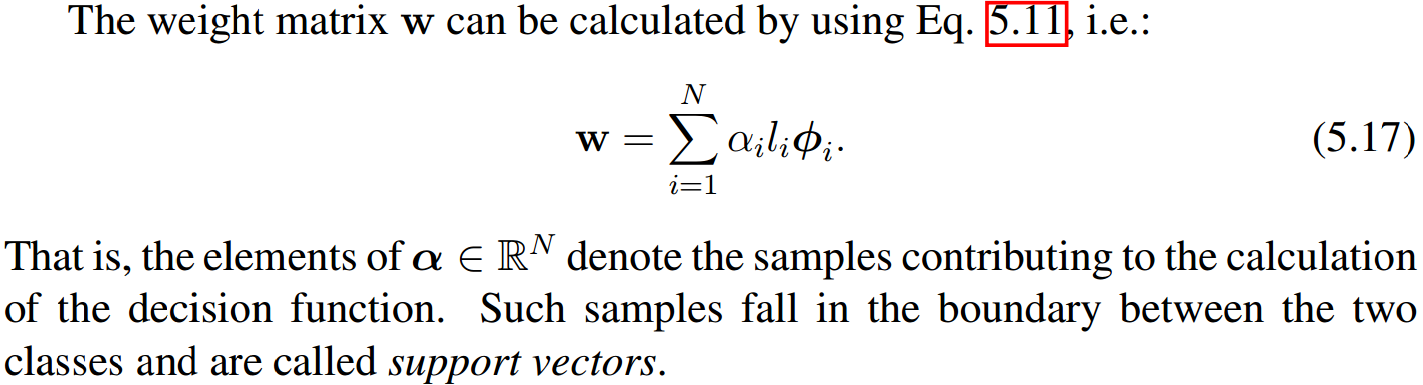 The weight matrix w can be calculated by using Eq. 5.11, i.e.:
w = \sum_{i=1}^{N} α_i l_i ϕ_i. (5.17)
That is, the elements of α ∈ ℝ^N denote the samples contributing to the calculation
of the decision function. Such samples fall in the boundary between the two
classes and are called support vectors.